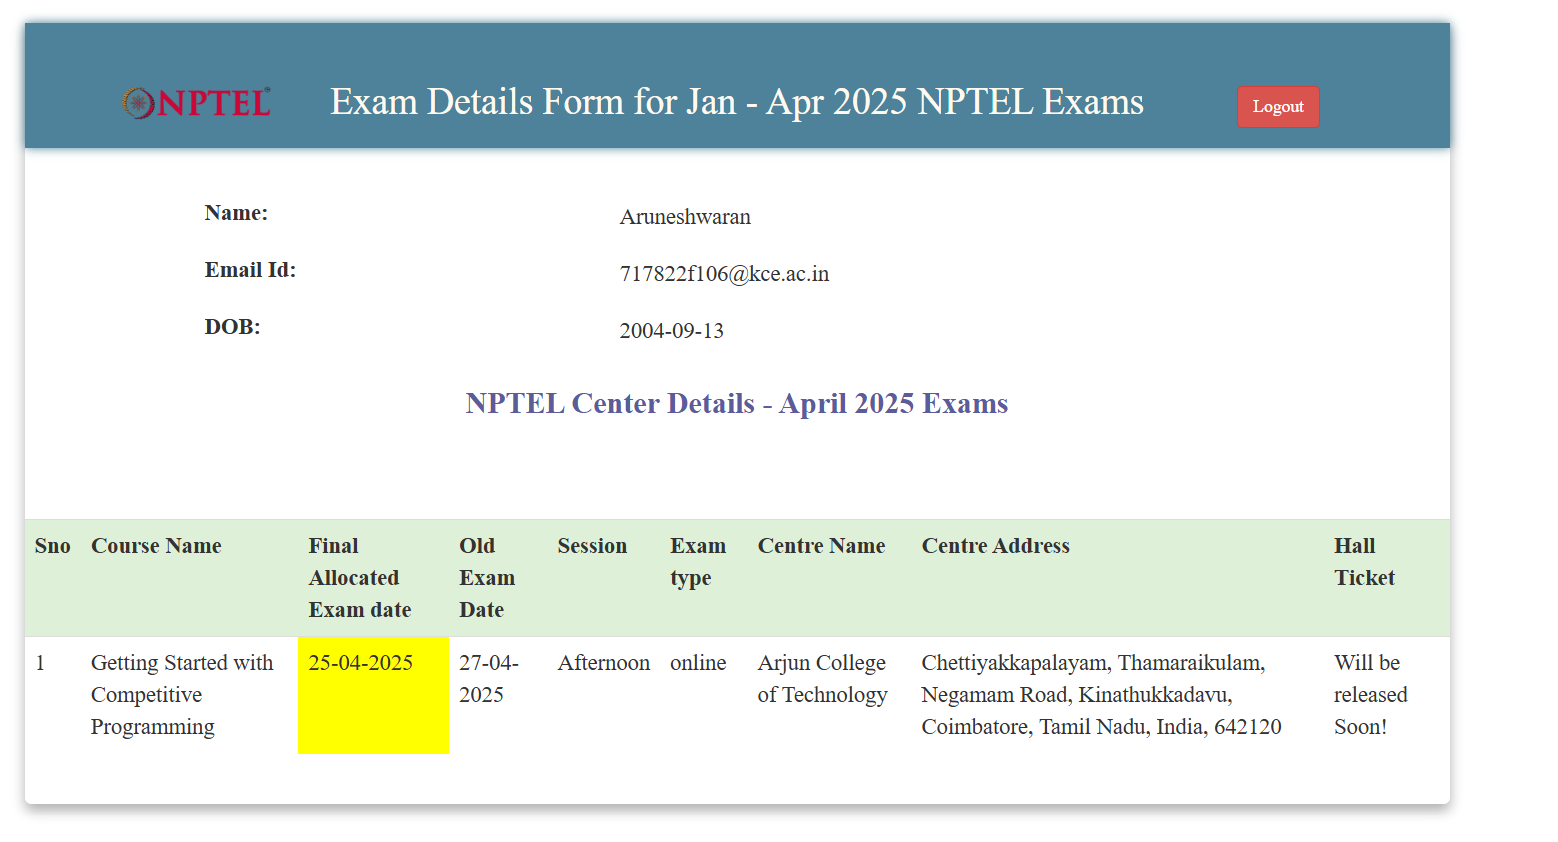 NPTEL
Exam Details Form for Jan - Apr 2025 NPTEL Exams
Logout
Name:
Aruneshwaran
Email Id:
717822f106@kce.ac.in
DOB:
2004-09-13
NPTEL Center Details - April 2025 Exams
Sno
Course Name
Final
Allocated
Exam date
Old
Exam
Date
Session
Exam
type
Centre Name
Centre Address
Hall
Ticket
1
Getting Started with
Competitive
Programming
25-04-2025
27-04-
2025
Afternoon
online
Arjun College
of Technology
Chettiyakkapalayam, Thamaraikulam,
Negamam Road, Kinathukkadavu,
Coimbatore, Tamil Nadu, India, 642120
Will be
released
Soon!